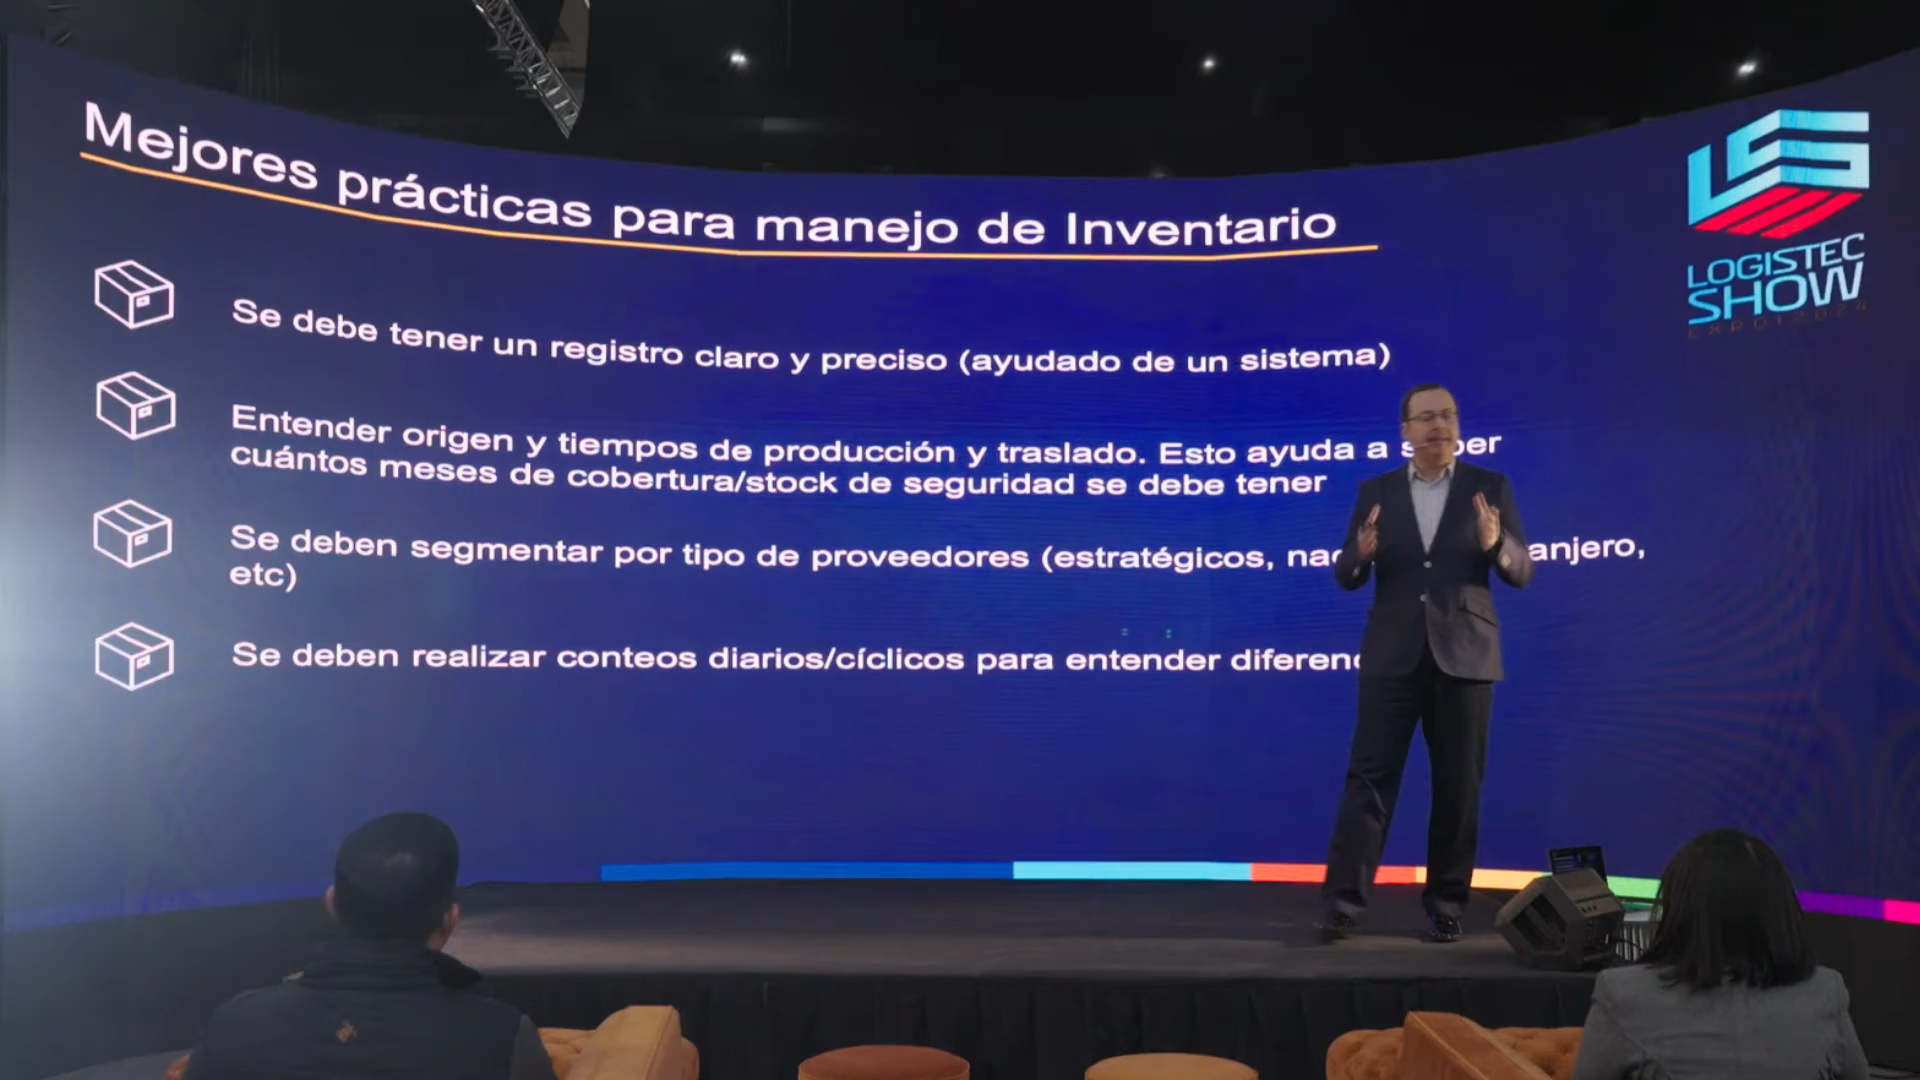 Mejores prácticas para manejo de Inventario
Se debe tener un registro claro y preciso (ayudado de un sistema)
Entender origen y tiempos de producción y traslado. Esto ayuda a
cuántos meses de cobertura/stock de seguridad se debe tener
Se deben segmentar por tipo de proveedores (estratégicos,
etc)
Se deben realizar conteos diarios/cíclicos para entender
LOGISTEC
SHOW
EXPO 2024